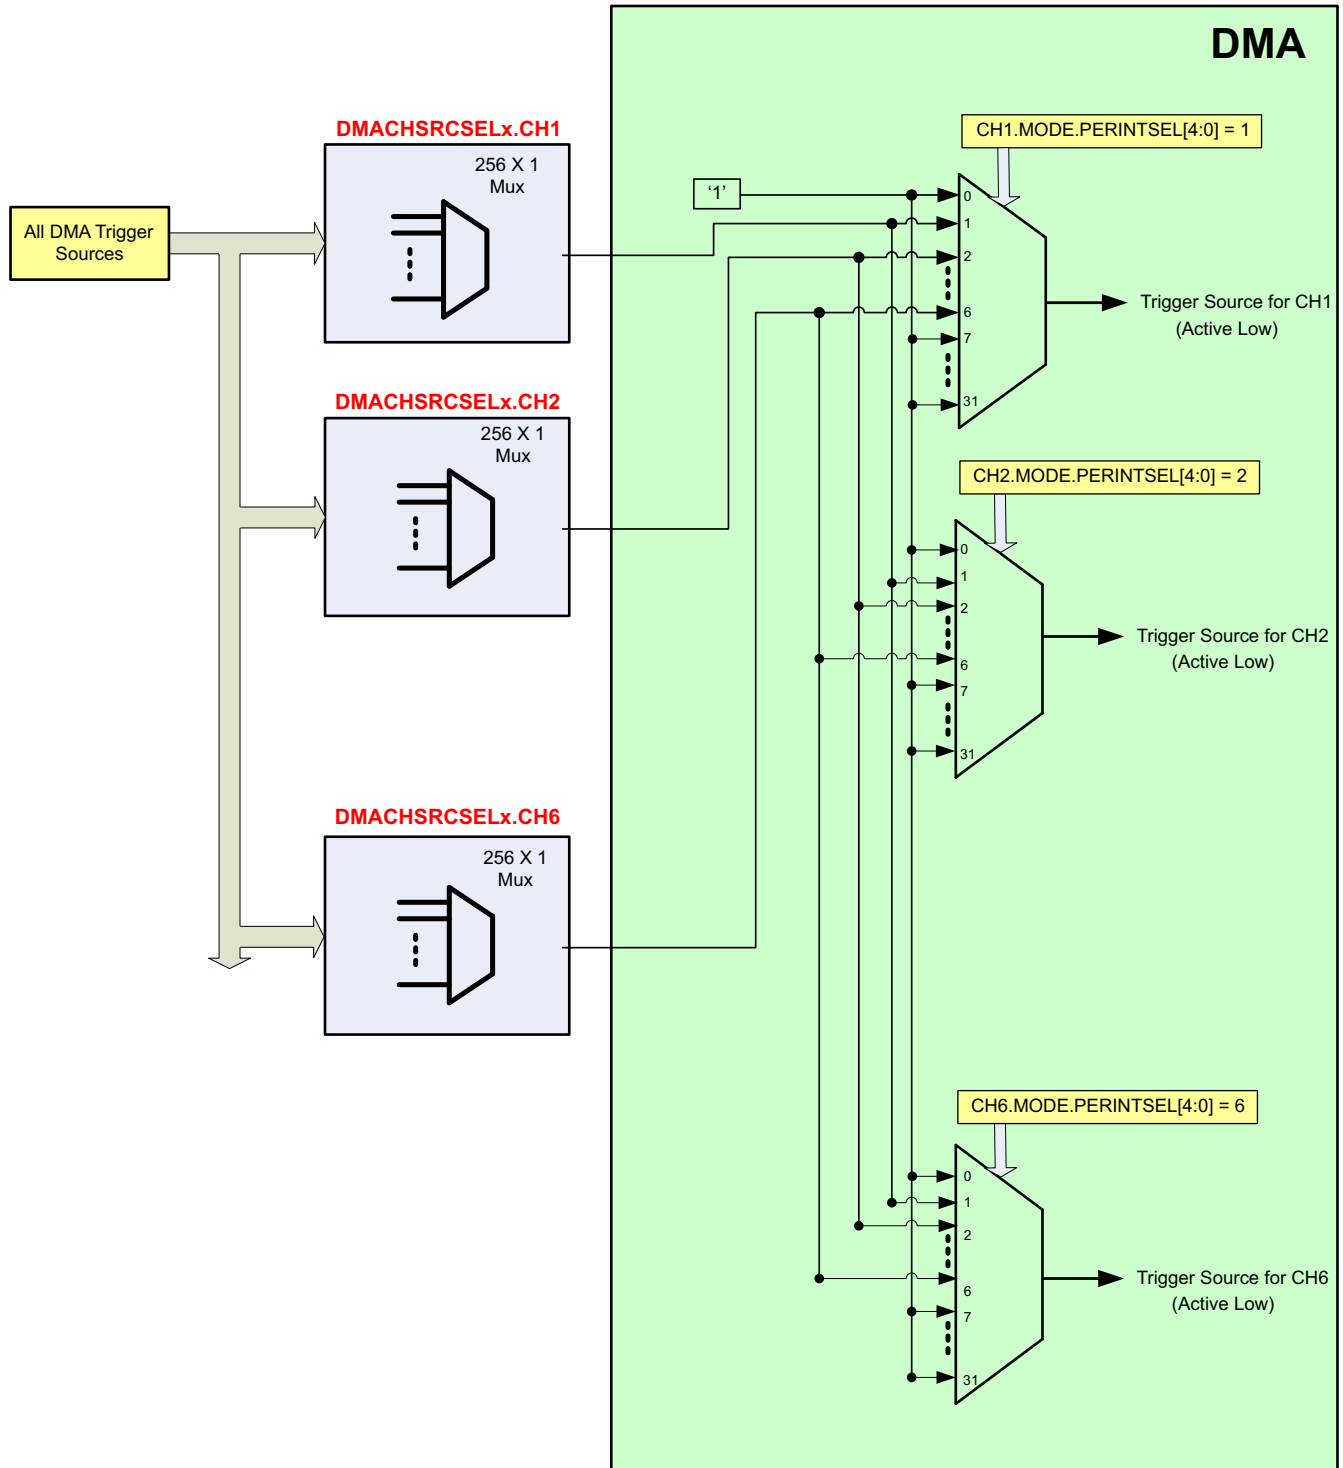 DMA
DMACHSRCSELx.CH1
256 X 1
Mux
All DMA Trigger
Sources
CH1.MODE.PERINTSEL[4:0] = 1
‘1’
0
1
2
6
7
31
Trigger Source for CH1
(Active Low)
DMACHSRCSELx.CH2
256 X 1
Mux
CH2.MODE.PERINTSEL[4:0] = 2
0
1
2
6
7
31
Trigger Source for CH2
(Active Low)
DMACHSRCSELx.CH6
256 X 1
Mux
CH6.MODE.PERINTSEL[4:0] = 6
0
1
2
6
7
31
Trigger Source for CH6
(Active Low)